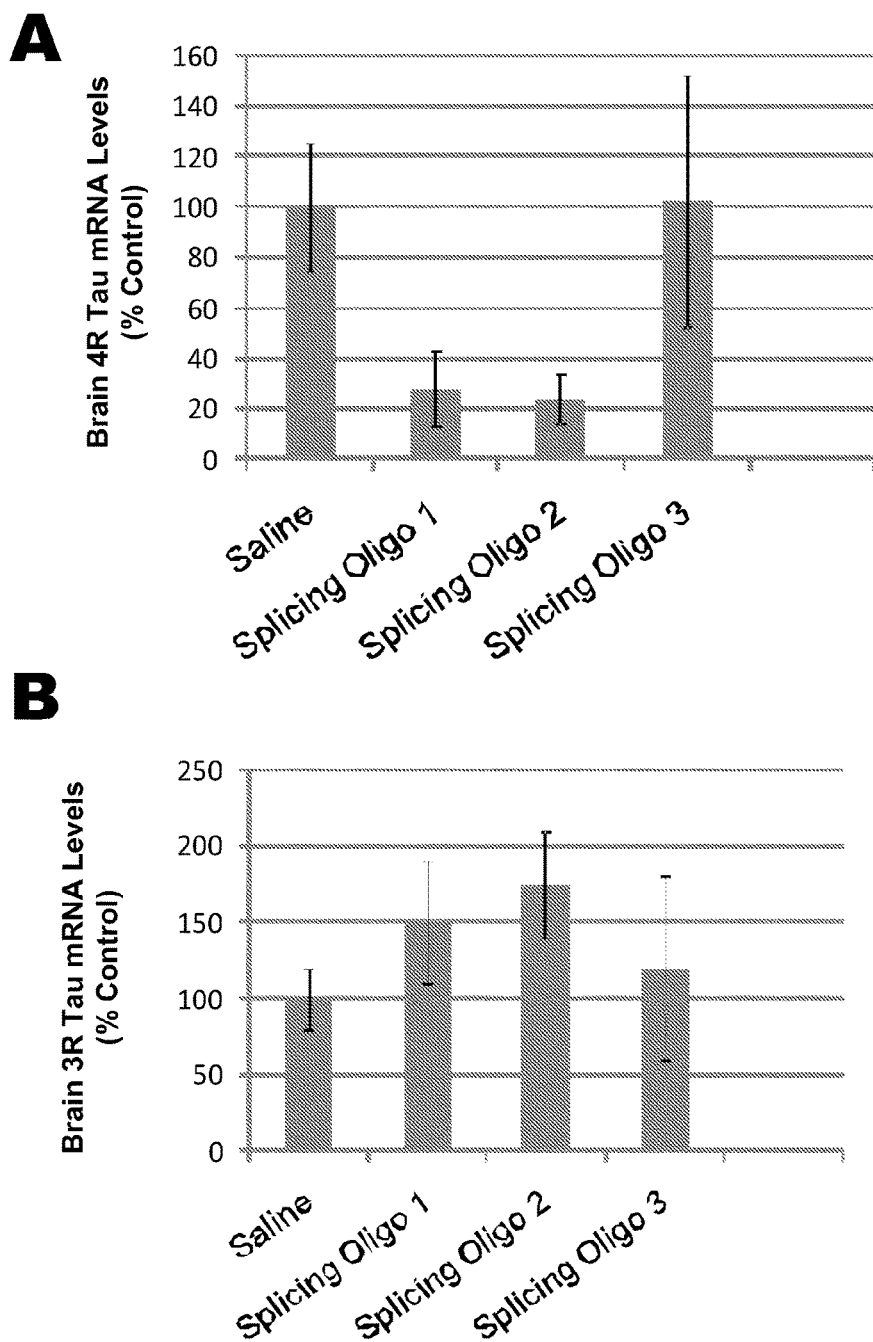 A
Brain 4R Tau mRNA Levels
(% Control)
160
140
120
100
80
60
40
20
0
Saline
Splicing Oligo 1
Splicing Oligo 2
Splicing Oligo 3
B
Brain 3R Tau mRNA Levels
(% Control)
250
200
150
100
50
0
Saline
Splicing Oligo 1
Splicing Oligo 2
Splicing Oligo 3